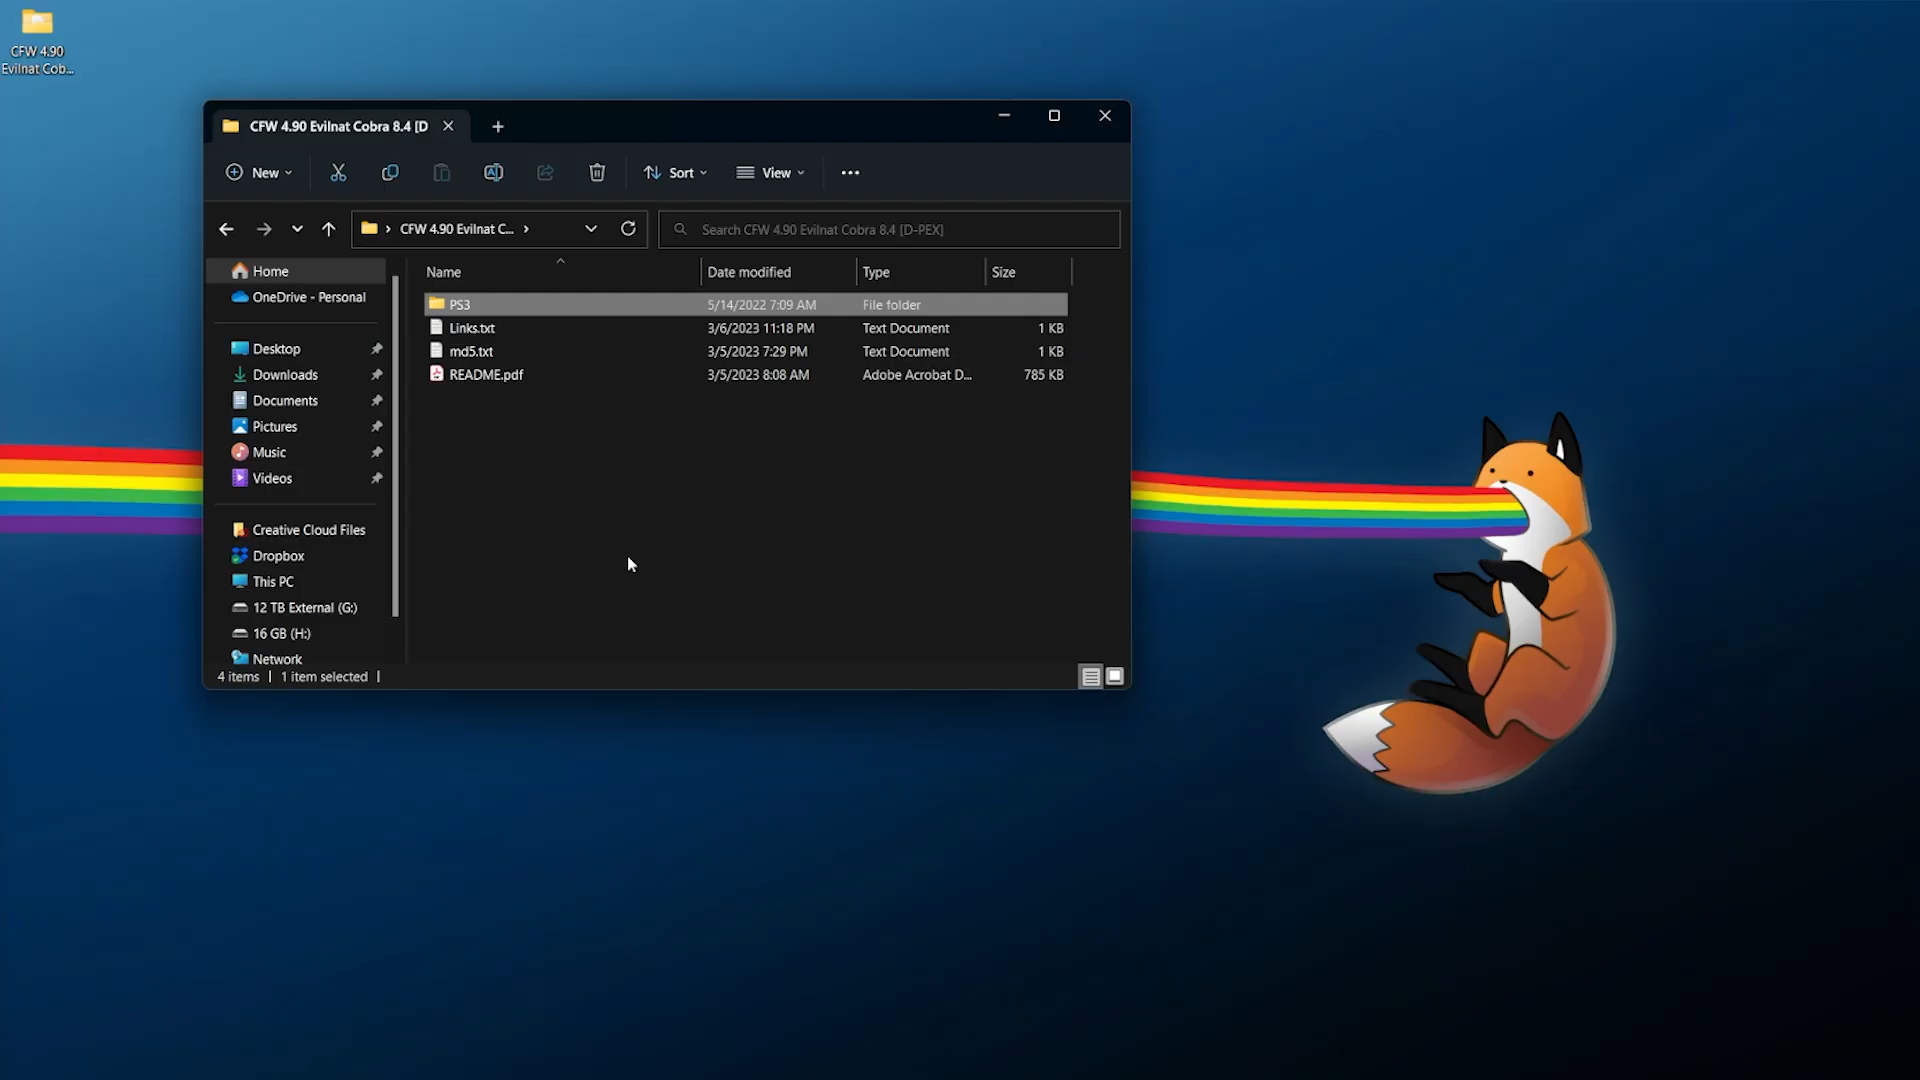 CFW 4.90
Evilnat Cob...
CFW 4.90 Evilnat Cobra 8.4 [D
New
Sort
View
CFW 4.90 Evilnat C...
Search CFW 4.90 Evilnat Cobra 8.4 [D-PEX]
Home
OneDrive - Personal
Desktop
Downloads
Documents
Pictures
Music
Videos
Creative Cloud Files
Dropbox
This PC
12 TB External (G:)
16 GB (H:)
Network
Name Date modified Type Size
PS3 5/14/2022 7:09 AM File folder
Links.txt 3/6/2023 11:18 PM Text Document 1 KB
md5.txt 3/5/2023 7:29 PM Text Document 1 KB
README.pdf 3/5/2023 8:08 AM Adobe Acrobat D... 785 KB
4 items 1 item selected